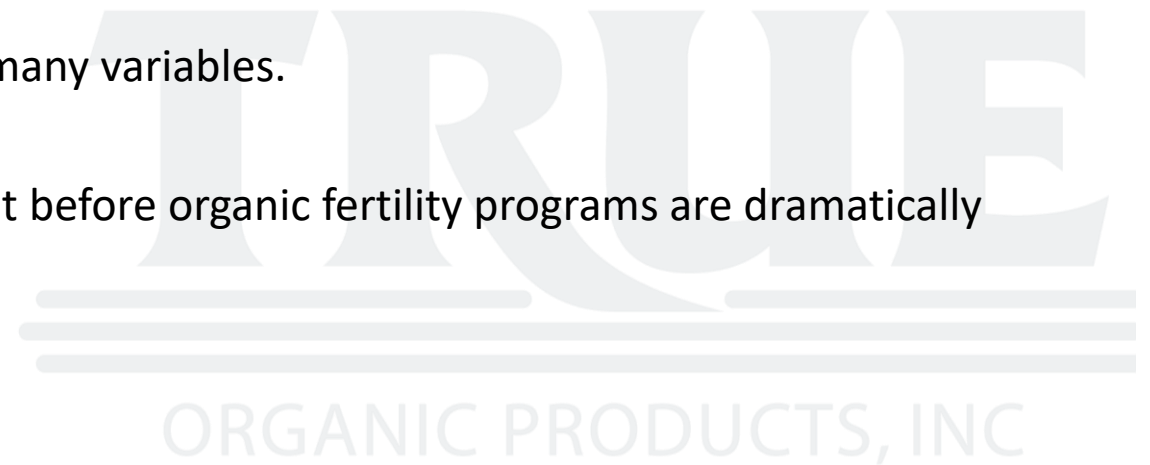 many variables.
t before organic fertility programs are dramatically
TRUE
ORGANIC PRODUCTS, INC